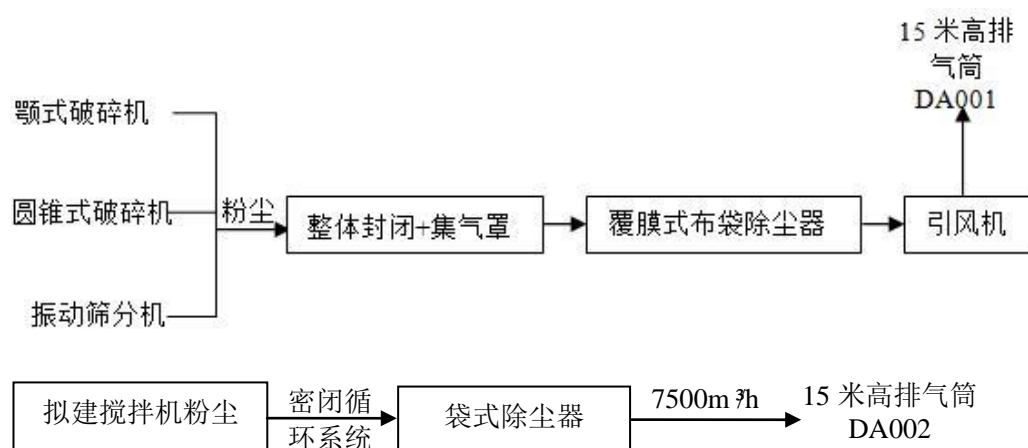 15 米高排
气筒
DA001
颚式破碎机
圆锥式破碎机
粉尘
整体封闭+集气罩
覆膜式布袋除尘器
引风机
振动筛分机
拟建搅拌机粉尘
密闭循
环系统
袋式除尘器
7500m³/h
15 米高排气筒
DA002